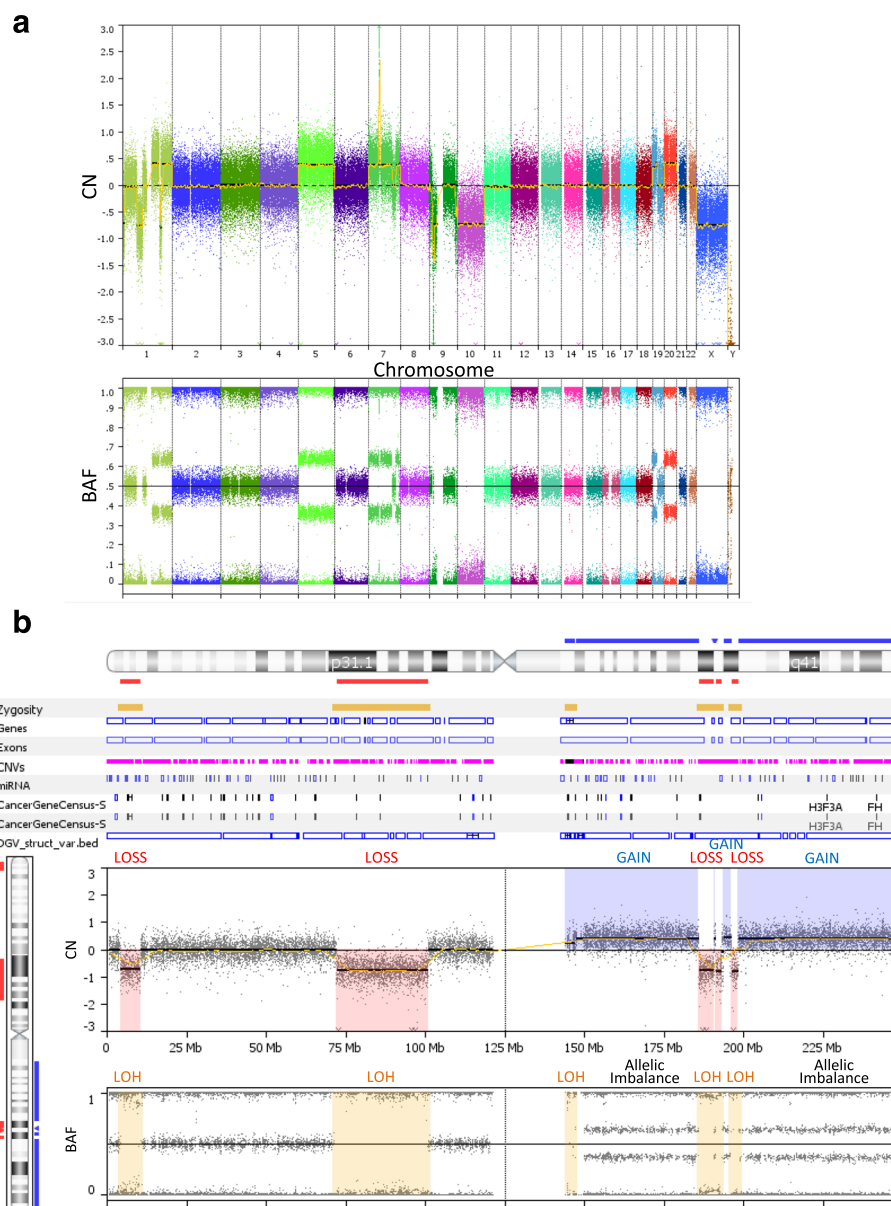 a
3.0
2.5
2.0
1.5
1.0
.5
0
-.5
-1.0
-1.5
-2.0
-2.5
-3.0
CN
1 2 3 4 5 6 7 8 9 10 11 12 13 14 15 16 17 18 19 20 21 22 X Y
Chromosome
1.0
.9
.8
.7
.6
.5
.4
.3
.2
.1
0
BAF
b
p31.1 q41
Zygosity
Genes
Exons
CNVs
miRNA
CancerGeneCensus-S H3F3A FH
CancerGeneCensus-S H3F3A FH
DGV_struct_var.bed
LOSS LOSS GAIN LOSS GAIN LOSS GAIN
3
2
1
0
-1
-2
-3
CN
0 25 Mb 50 Mb 75 Mb 100 Mb 125 Mb 150 Mb 175 Mb 200 Mb 225 Mb
LOH LOH LOH Allelic Imbalance LOH LOH Allelic Imbalance
1
BAF
0